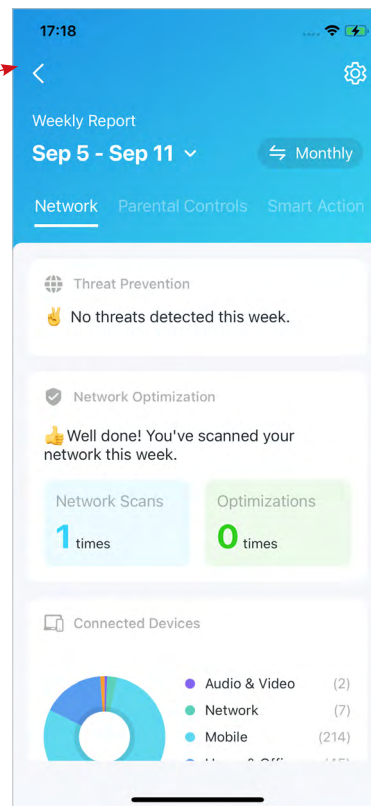 17:18
Weekly Report
Sep 5 - Sep 11
Monthly
Network Parental Controls Smart Action
Threat Prevention
✌️ No threats detected this week.
Network Optimization
👍Well done! You've scanned your
network this week.
Network Scans
1 times
Optimizations
0 times
Connected Devices
Audio & Video (2)
Network (7)
Mobile (214)